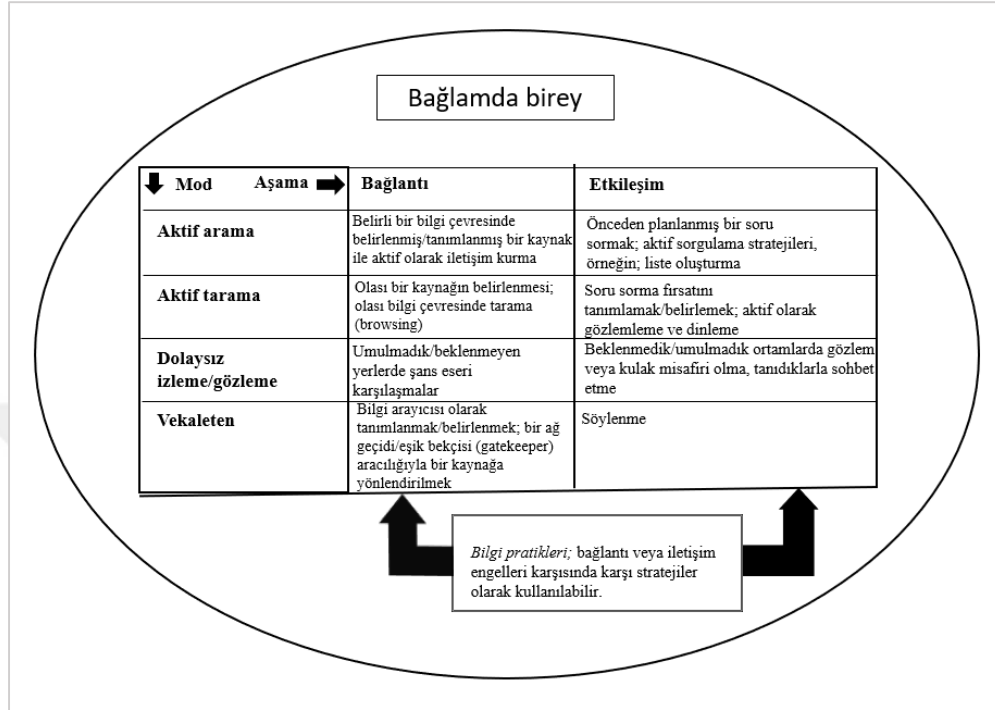 Bağlamda birey
Mod Aşama
Bağlantı
Etkileşim
Aktif arama
Belirli bir bilgi çevresinde
belirlenmiş/tanımlanmış bir kaynak
ile aktif olarak iletişim kurma
Önceden planlanmış bir soru
sormak; aktif sorgulama stratejileri,
örneğin; liste oluşturma
Aktif tarama
Olası bir kaynağın belirlenmesi;
olası bilgi çevresinde tarama
(browsing)
Soru sorma fırsatını
tanımlamak/belirlemek; aktif olarak
gözlemleme ve dinleme
Dolaysız
izleme/gözleme
Umulmadık/beklenmeyen
yerlerde şans eseri
karşılaşmalar
Beklenmedik/umulmadık ortamlarda gözlem
veya kulak misafiri olma, tanıdıklarla sohbet
etme
Vekaleten
Bilgi arayıcısı olarak
tanımlanmak/belirlenmek; bir ağ
geçidi/eşik bekçisi (gatekeeper)
aracılığıyla bir kaynağa
yönlendirilmek
Söylenme
Bilgi pratikleri; bağlantı veya iletişim
engelleri karşısında karşı stratejiler
olarak kullanılabilir.